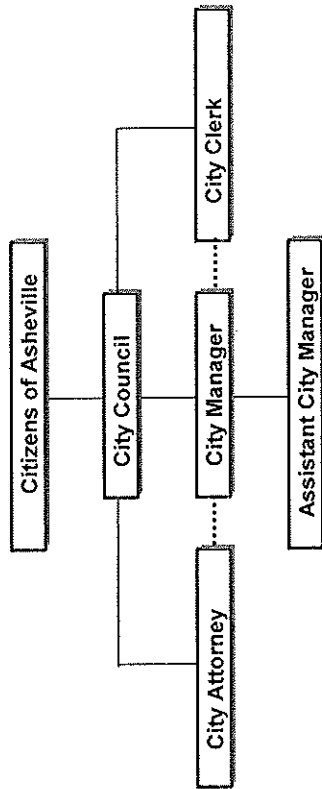 Citizens of Asheville
City Council
City Attorney
City Manager
City Clerk
Assistant City Manager